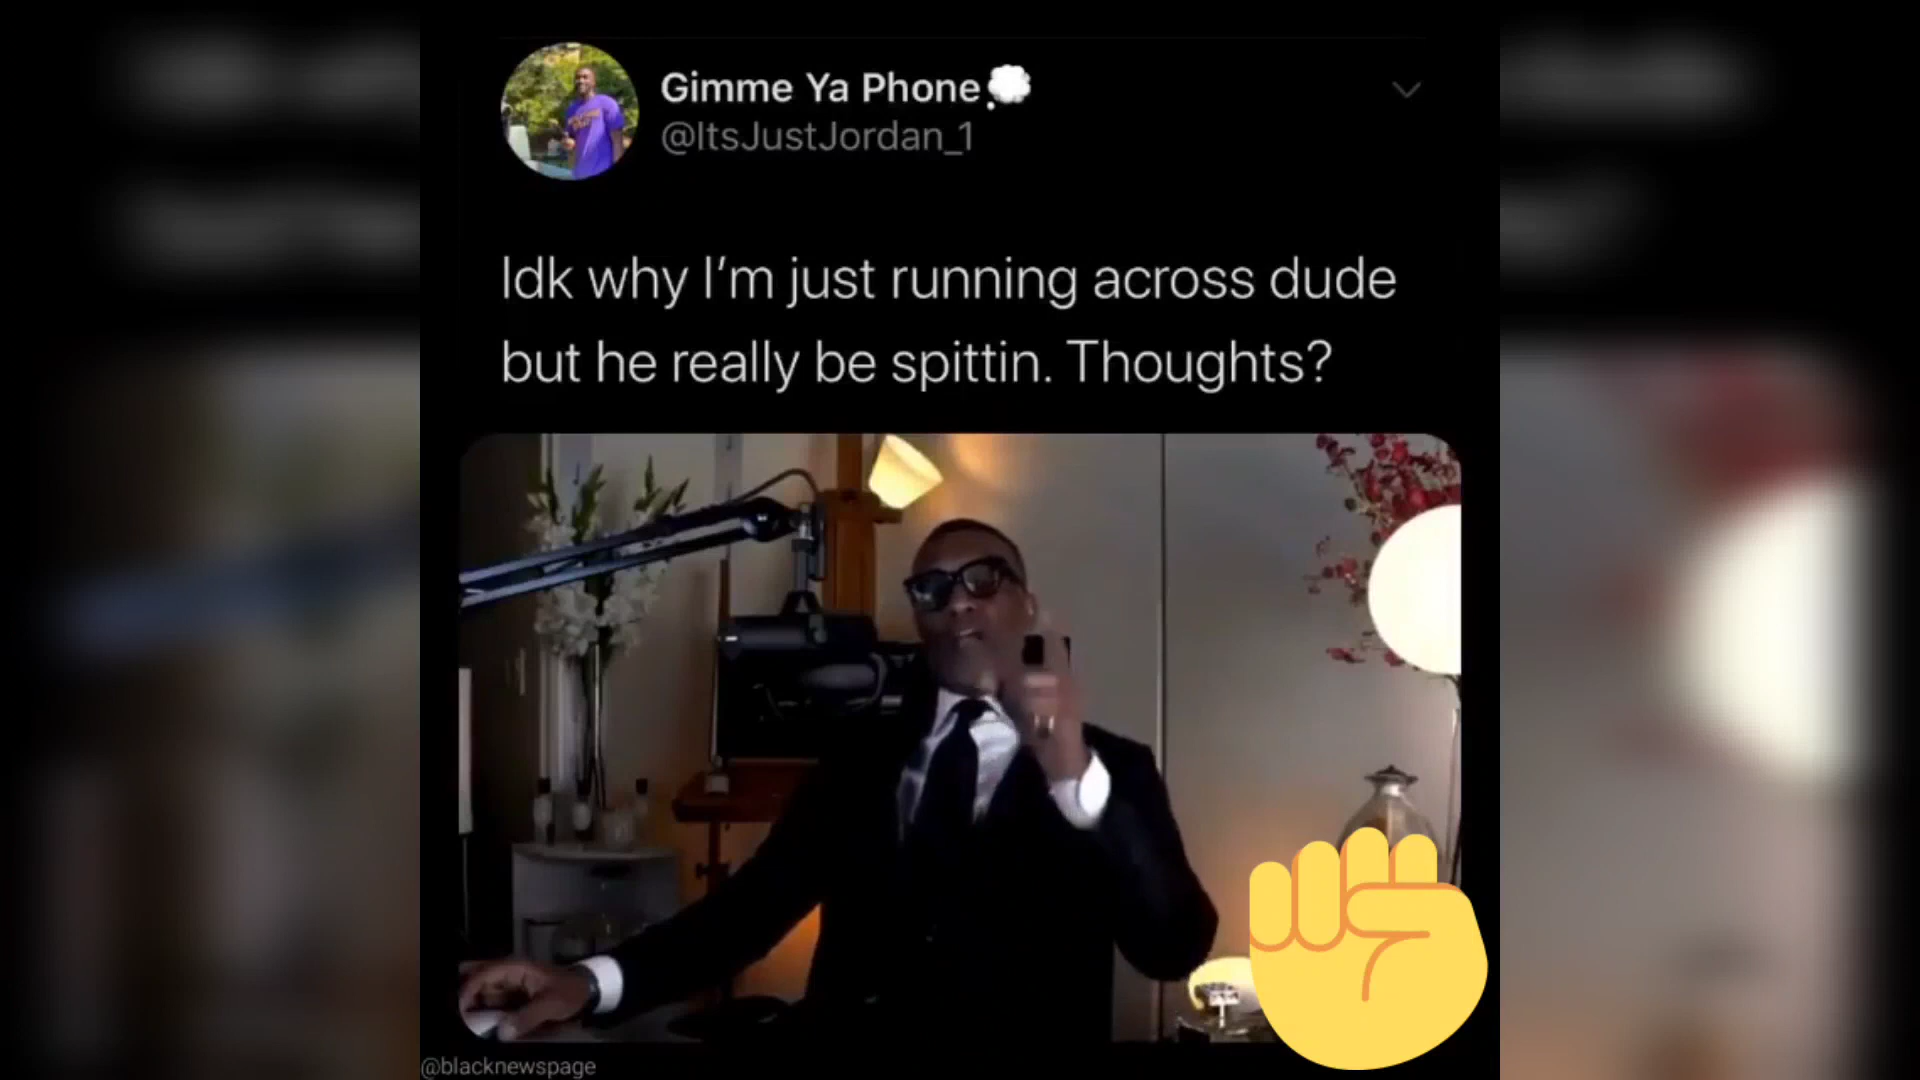 Gimme Ya Phone
@ItsJustJordan_1
Idk why I'm just running across dude
but he really be spittin. Thoughts?
@blacknewspage